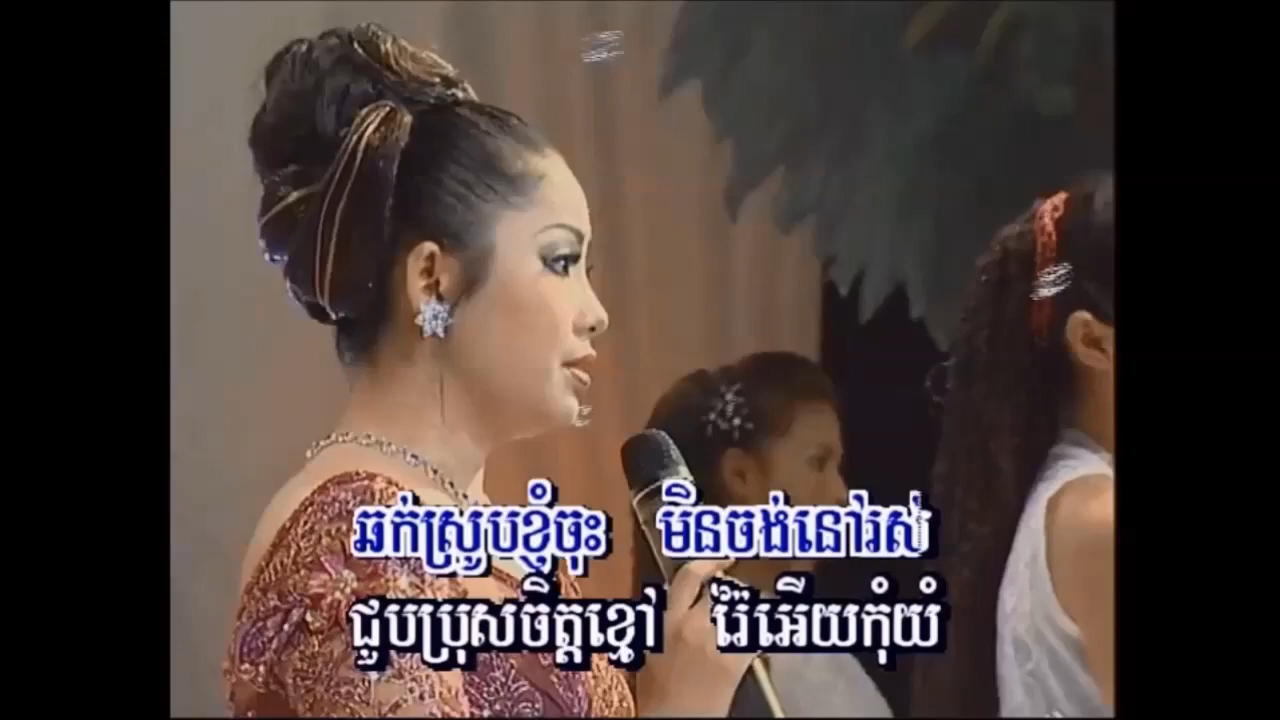 ឆក់ស្រូបខ្ញុំចុះ មិនចង់នៅរស់
ជួបប្រុសចិត្តខ្មៅ រ៉ៃអើយកុំយំ